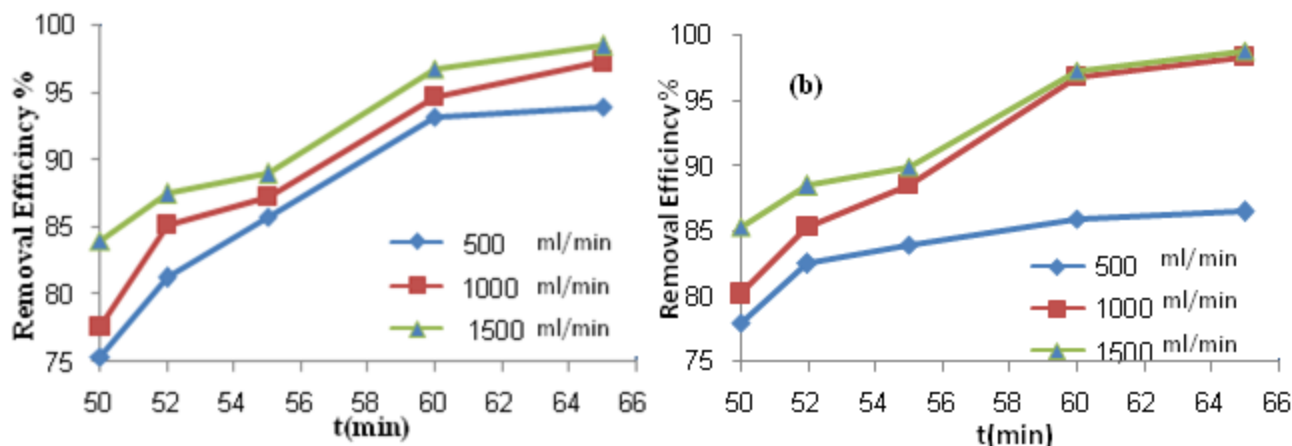 Removal Efficincy %
100
95
90
85
80
75
50 52 54 56 58 60 62 64 66
t(min)
500 ml/min
1000 ml/min
1500 ml/min
(b)
Removal Efficincy%
100
95
90
85
80
75
50 52 54 56 58 60 62 64 66
t(min)
500 ml/min
1000 ml/min
1500 ml/min